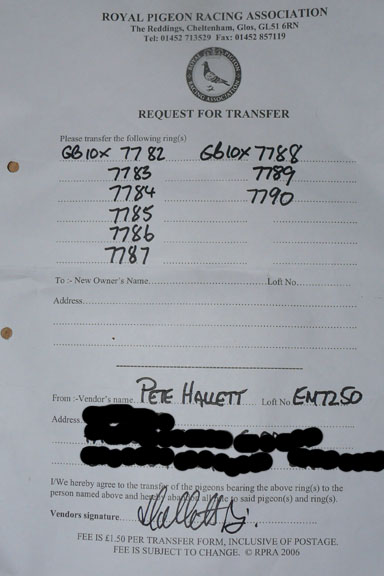 ROYAL PIGEON RACING ASSOCIATION
The Reddings, Cheltenham, Glos, GL51 6RN
Tel: 01452 713529 Fax: 01452 857119
ROYAL PIGEON RACING ASSOCIATION
REQUEST FOR TRANSFER
Please transfer the following ring(s)
GB10X 7782 GB10X 7788
7783 7789
7784 7790
7785
7786
7787
To :- New Owner's Name Loft No
Address
From :-Vendor's name PETE HALLETT Loft No EN7250
Address
I/We hereby agree to the transfer of the pigeons bearing the above ring(s) to the
person named above and hereby all to said pigeon(s) and ring(s).
Vendors signature
FEE IS £1.50 PER TRANSFER FORM, INCLUSIVE OF POSTAGE.
FEE IS SUBJECT TO CHANGE. © RPRA 2006